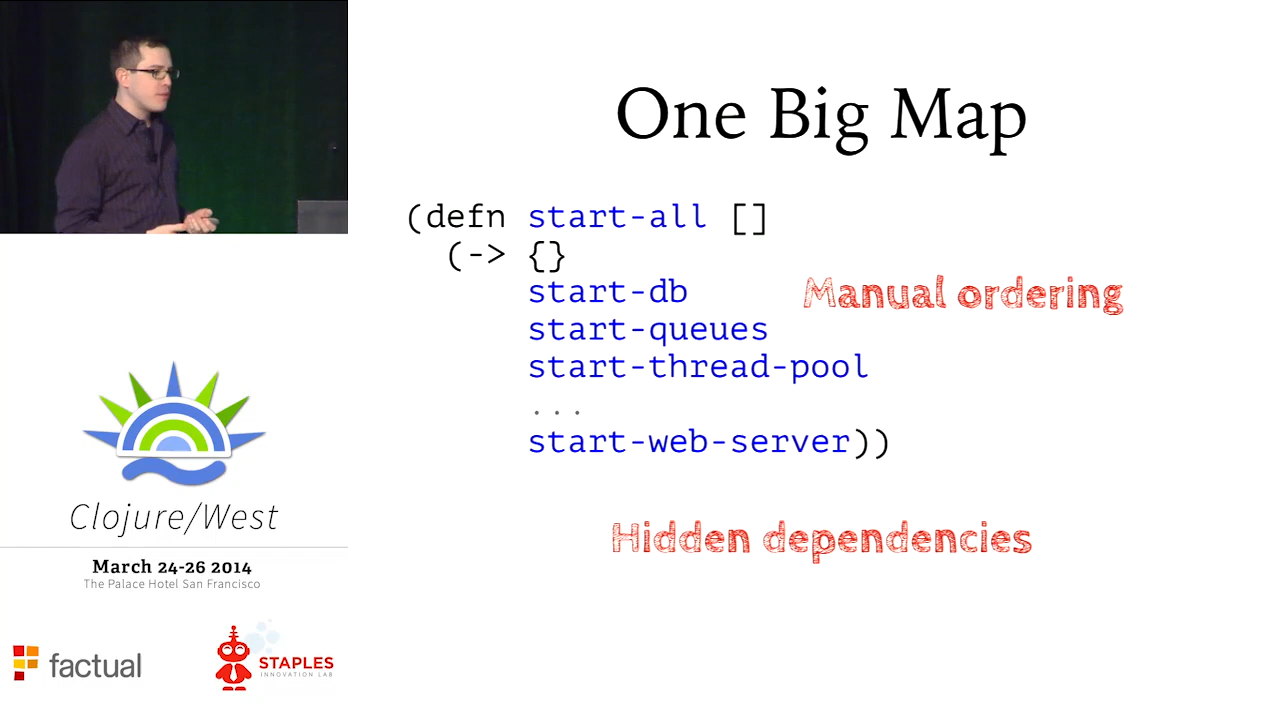 One Big Map
(defn start-all []
(-> {}
start-db
Manual ordering
start-queues
start-thread-pool
...
start-web-server))
Hidden dependencies
Clojure/West
March 24-26 2014
The Palace Hotel San Francisco
factual
STAPLES
INNOVATION LAB